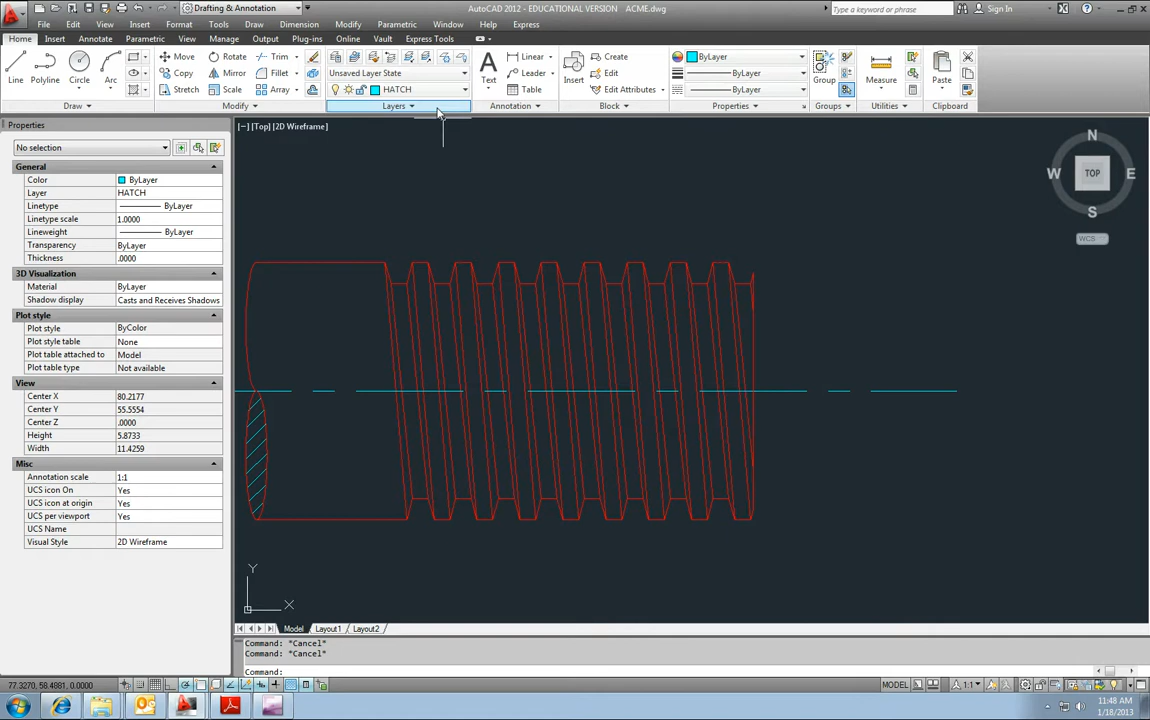 AutoCAD 2012 - EDUCATIONAL VERSION ACME.dwg
Drafting & Annotation
Type a keyword or phrase
Sign In
File Edit View Insert Format Tools Draw Dimension Modify Parametric Window Help Express
Home Insert Annotate Parametric View Manage Output Plug-ins Online Vault Express Tools
Line Polyline Circle Arc
Move Rotate Trim
Copy Mirror Fillet
Stretch Scale Array
Unsaved Layer State
HATCH
Text
Linear
Leader
Table
Insert
Create
Edit
Edit Attributes
ByLayer
ByLayer
ByLayer
Group
Measure
Paste
Draw Modify Layers Annotation Block Properties Groups Utilities Clipboard
Properties
No selection
General
Color ByLayer
Layer HATCH
Linetype ByLayer
Linetype scale 1.0000
Lineweight ByLayer
Transparency ByLayer
Thickness .0000
3D Visualization
Material ByLayer
Shadow display Casts and Receives Shadows
Plot style
Plot style ByColor
Plot style table None
Plot table attached to Model
Plot table type Not available
View
Center X 80.2177
Center Y 55.5554
Center Z .0000
Height 5.8733
Width 11.4259
Misc
Annotation scale 1:1
UCS icon On Yes
UCS icon at origin Yes
UCS per viewport Yes
UCS Name
Visual Style 2D Wireframe
[−] [Top] [2D Wireframe]
N
W TOP E
S
WCS
Y
X
Model Layout1 Layout2
Command: *Cancel*
Command: *Cancel*
Command:
77.3270, 58.4861, 0.0000
MODEL
1:1
11:48 AM
1/18/2013